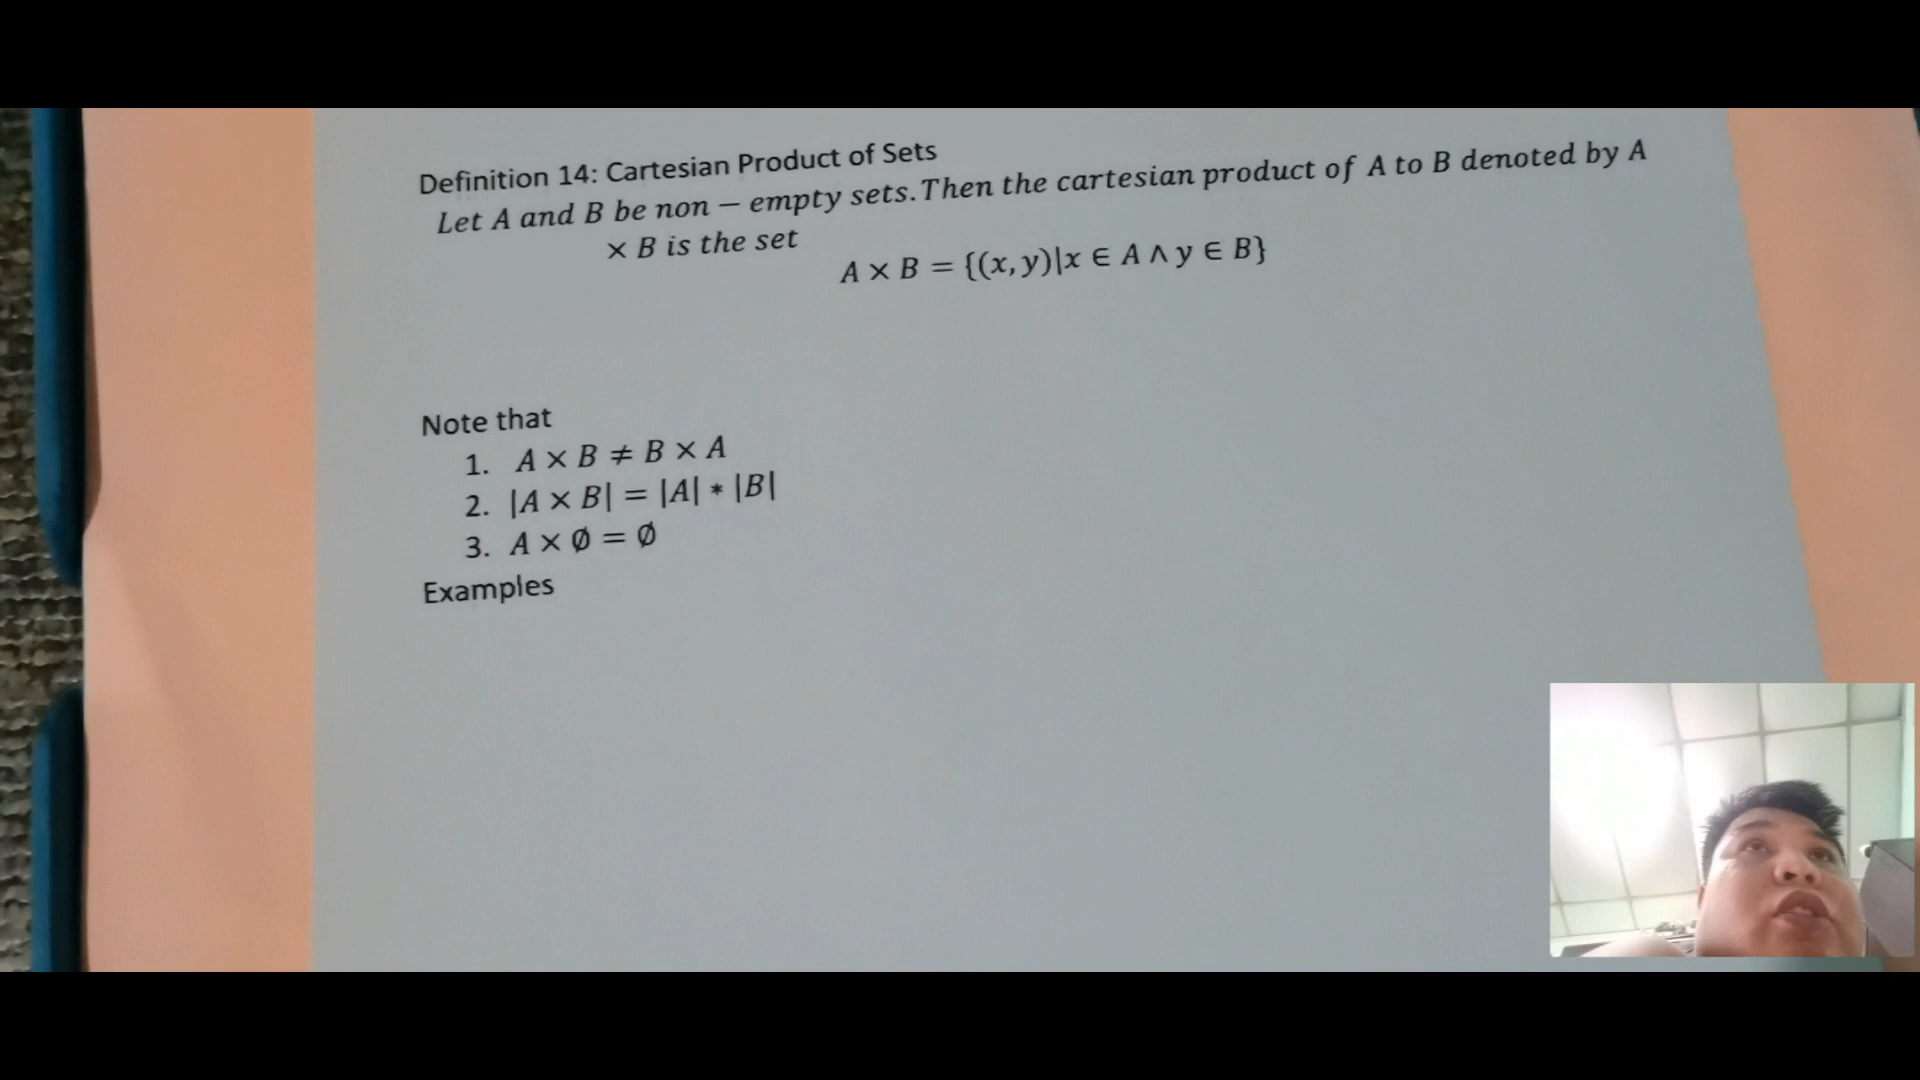 Definition 14: Cartesian Product of Sets
Let A and B be non – empty sets. Then the cartesian product of A to B denoted by A
× B is the set
A × B = {(x, y)|x ∈ A ∧ y ∈ B}
Note that
1. A × B ≠ B × A
2. |A × B| = |A| * |B|
3. A × ∅ = ∅
Examples